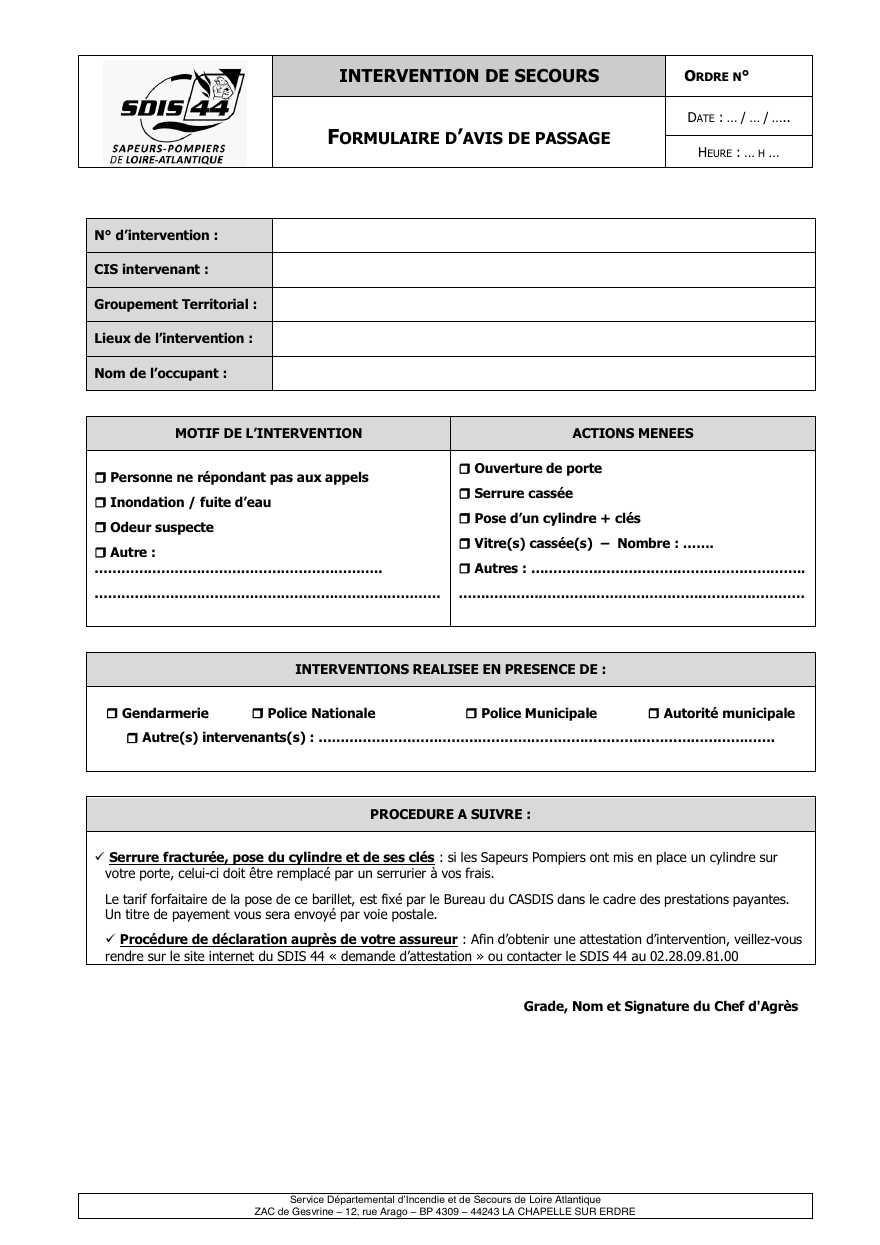 SDIS 44
SAPEURS-POMPIERS
DE LOIRE-ATLANTIQUE
INTERVENTION DE SECOURS
FORMULAIRE D’AVIS DE PASSAGE
ORDRE N°
DATE : … / … / …..
HEURE : … H …
N° d’intervention :
CIS intervenant :
Groupement Territorial :
Lieux de l’intervention :
Nom de l’occupant :
MOTIF DE L’INTERVENTION
❒ Personne ne répondant pas aux appels
❒ Inondation / fuite d’eau
❒ Odeur suspecte
❒ Autre :
……………………………………………………….
…………………………………………………………………..
ACTIONS MENEES
❒ Ouverture de porte
❒ Serrure cassée
❒ Pose d’un cylindre + clés
❒ Vitre(s) cassée(s) – Nombre : …….
❒ Autres : ……………………………………………………..
……………………………………………………………………
INTERVENTIONS REALISEE EN PRESENCE DE :
❒ Gendarmerie ❒ Police Nationale ❒ Police Municipale ❒ Autorité municipale
❒ Autre(s) intervenants(s) : …………………………………………………………………………………………
PROCEDURE A SUIVRE :
✓ Serrure fracturée, pose du cylindre et de ses clés : si les Sapeurs Pompiers ont mis en place un cylindre sur
votre porte, celui-ci doit être remplacé par un serrurier à vos frais.
Le tarif forfaitaire de la pose de ce barillet, est fixé par le Bureau du CASDIS dans le cadre des prestations payantes.
Un titre de payement vous sera envoyé par voie postale.
✓ Procédure de déclaration auprès de votre assureur : Afin d’obtenir une attestation d’intervention, veillez-vous
rendre sur le site internet du SDIS 44 « demande d’attestation » ou contacter le SDIS 44 au 02.28.09.81.00
Grade, Nom et Signature du Chef d'Agrès
Service Départemental d’Incendie et de Secours de Loire Atlantique
ZAC de Gesvrine – 12, rue Arago – BP 4309 – 44243 LA CHAPELLE SUR ERDRE